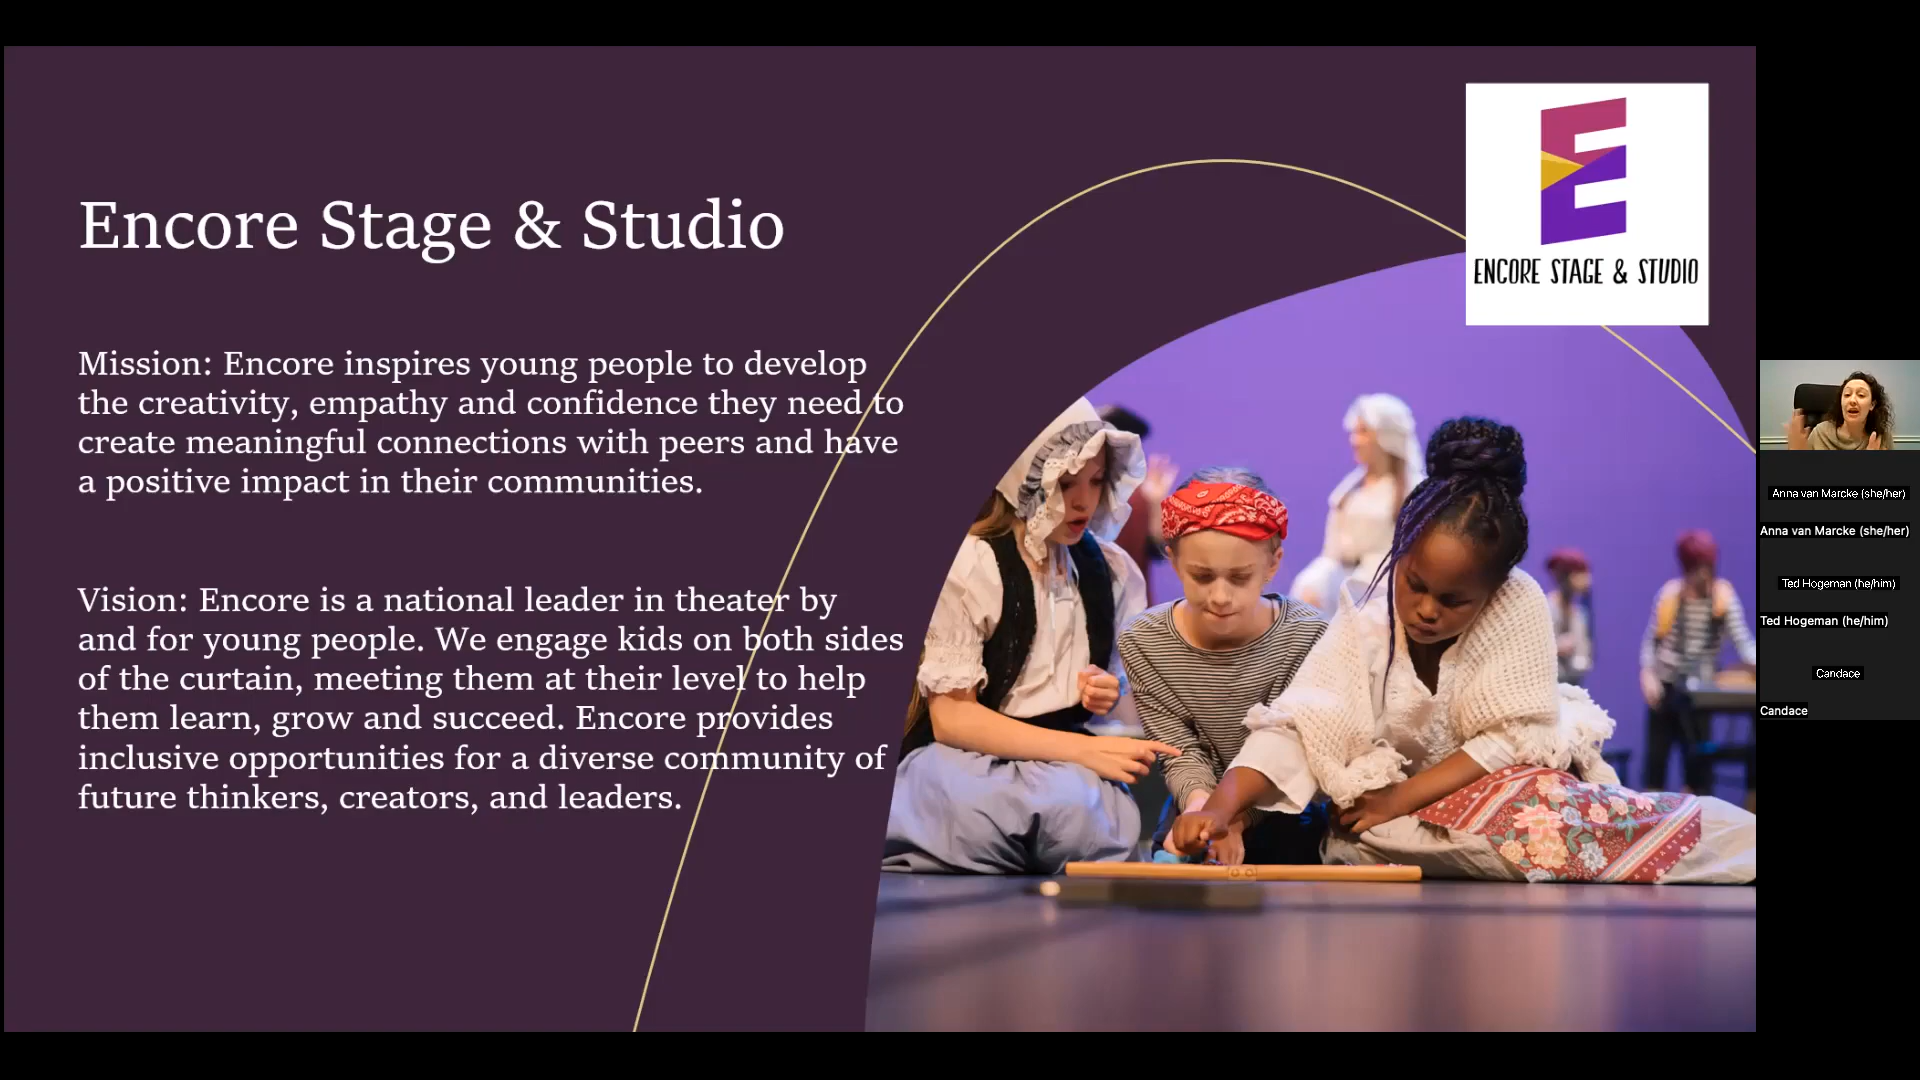 ENCORE STAGE & STUDIO
Encore Stage & Studio
Mission: Encore inspires young people to develop
the creativity, empathy and confidence they need to
create meaningful connections with peers and have
a positive impact in their communities.
Vision: Encore is a national leader in theater by
and for young people. We engage kids on both sides
of the curtain, meeting them at their level to help
them learn, grow and succeed. Encore provides
inclusive opportunities for a diverse community of
future thinkers, creators, and leaders.
Anna van Marcke (she/her)
Anna van Marcke (she/her)
Ted Hogeman (he/him)
Ted Hogeman (he/him)
Candace
Candace